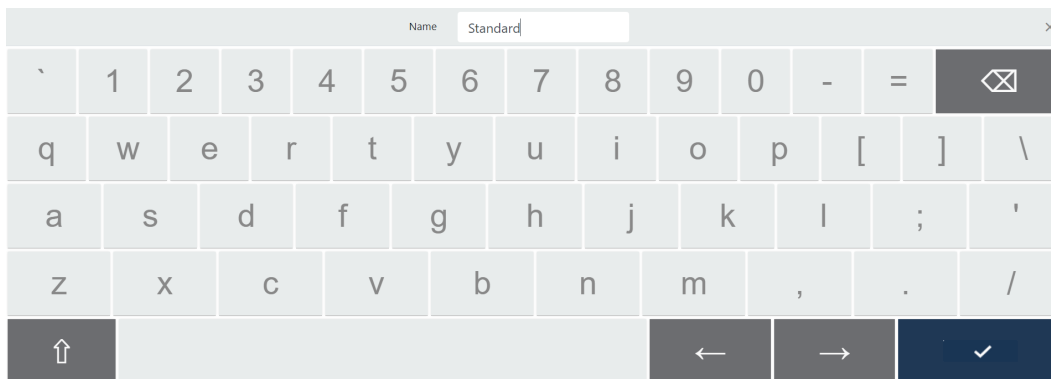 Name Standard
` 1 2 3 4 5 6 7 8 9 0 - =
q w e r t y u i o p [ ] \
a s d f g h j k l ; '
z x c v b n m , . /